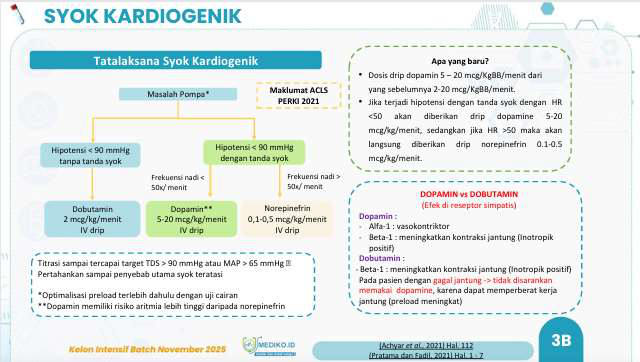 SYOK KARDIOGENIK
Tatalaksana Syok Kardiogenik
Masalah Pompa*
Maklumat ACLS
PERKI 2021
Hipotensi < 90 mmHg
tanpa tanda syok
Hipotensi < 90 mmHg
dengan tanda syok
Frekuensi nadi <
50x/ menit
Frekuensi nadi >
50x/ menit
Dobutamin
2 mcg/kg/menit
IV drip
Dopamin**
5-20 mcg/kg/menit
IV drip
Norepinefrin
0,1-0,5 mcg/kg/menit
IV drip
Titrasi sampai tercapai target TDS > 90 mmHg atau MAP > 65 mmHg
Pertahankan sampai penyebab utama syok teratasi
*Optimalisasi preload terlebih dahulu dengan uji cairan
**Dopamin memiliki risiko aritmia lebih tinggi daripada norepinefrin
Apa yang baru?
• Dosis drip dopamin 5 – 20 mcg/KgBB/menit dari
yang sebelumnya 2-20 mcg/KgBB/menit.
• Jika terjadi hipotensi dengan tanda syok dengan HR
<50 akan diberikan drip dopamine 5-20
mcg/kg/menit, sedangkan jika HR >50 maka akan
langsung diberikan drip norepinefrin 0.1-0.5
mcg/kg/menit.
DOPAMIN vs DOBUTAMIN
(Efek di reseptor simpatis)
Dopamin :
- Alfa-1 : vasokontriktor
- Beta-1 : meningkatkan kontraksi jantung (Inotropik
positif)
Dobutamin :
- Beta-1 : meningkatkan kontraksi jantung (Inotropik positif)
Pada pasien dengan gagal jantung -> tidak disarankan
memakai dopamine, karena dapat memperberat kerja
jantung (preload meningkat)
Kelon Intensif Batch November 2025
MEDIKO.ID
(Achyar et al., 2021) Hal. 112
(Pratama dan Fadil, 2021) Hal. 1 - 7
3B